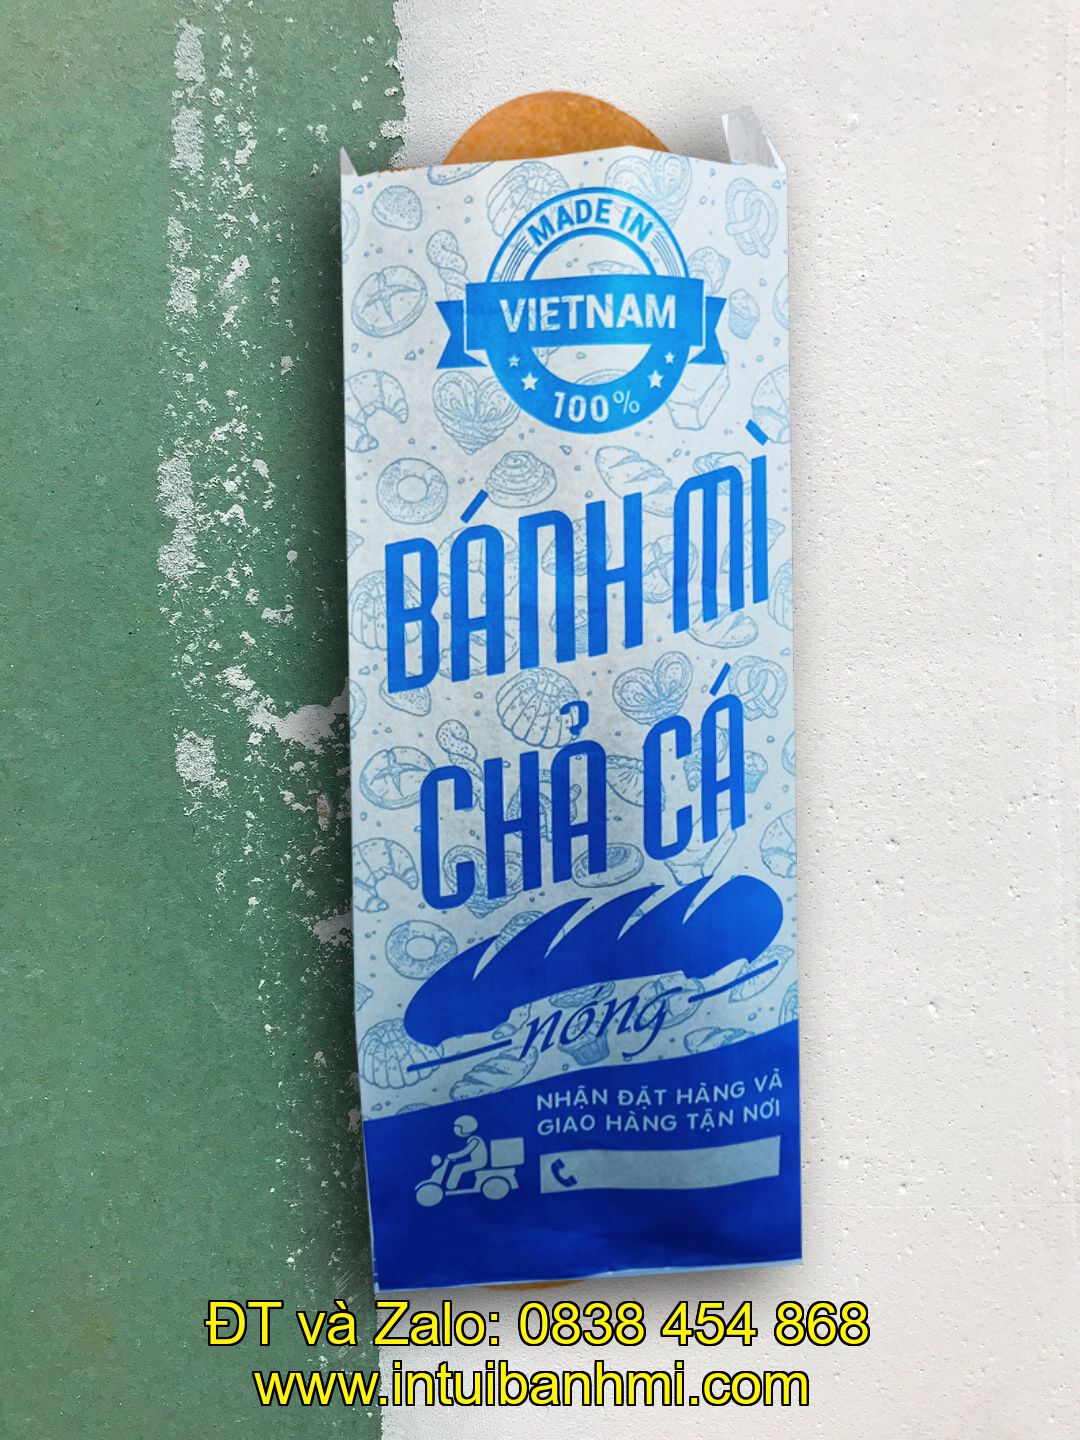 MADE IN
VIETNAM
100%
BÁNH MÌ
CHẢ CÁ
nóng
NHẬN ĐẶT HÀNG VÀ
GIAO HÀNG TẬN NƠI
ĐT và Zalo: 0838 454 868
www.intuibanhmi.com